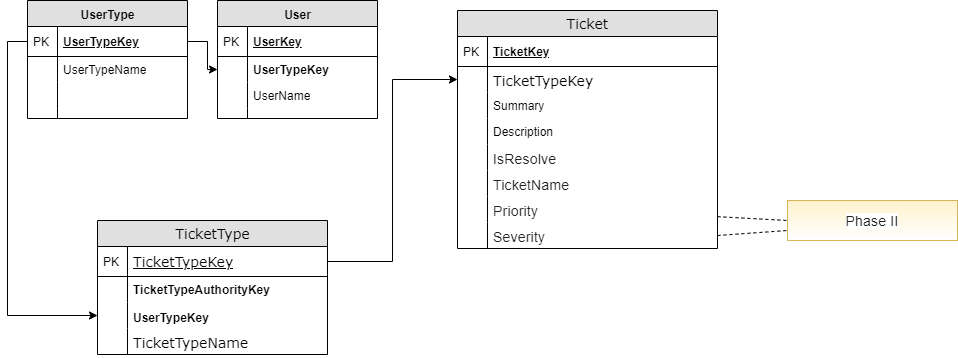 UserType
PK UserTypeKey
UserTypeName
User
PK UserKey
UserTypeKey
UserName
Ticket
PK TicketKey
TicketTypeKey
Summary
Description
IsResolve
TicketName
Priority
Severity
Phase II
TicketType
PK TicketTypeKey
TicketTypeAuthorityKey
UserTypeKey
TicketTypeName